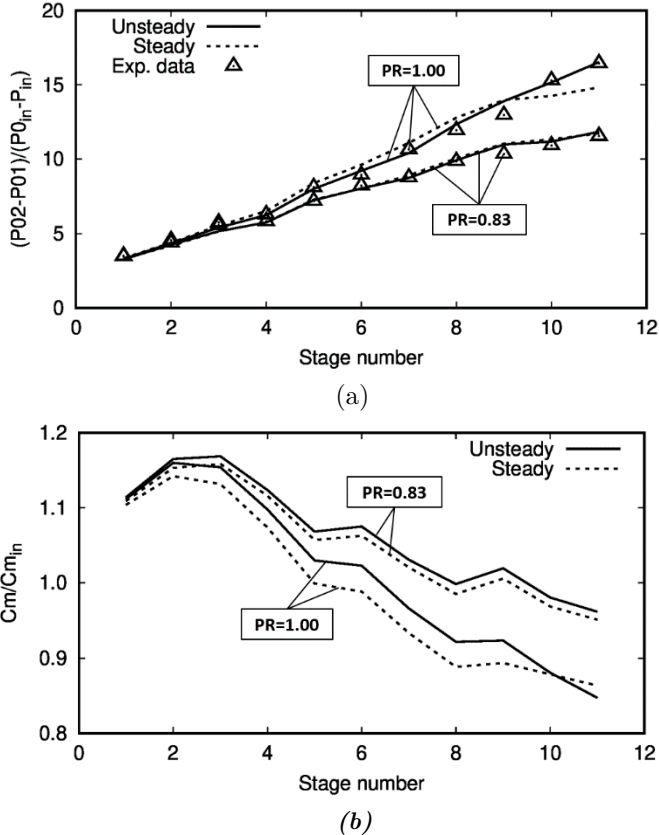 20
15
10
5
0
(P02-P01)/(P0in-Pin)
Unsteady
Steady
Exp. data
PR=1.00
PR=0.83
0 2 4 6 8 10 12
Stage number
(a)
1.2
1.1
1.0
0.9
0.8
Cm/Cmin
Unsteady
Steady
PR=0.83
PR=1.00
0 2 4 6 8 10 12
Stage number
(b)